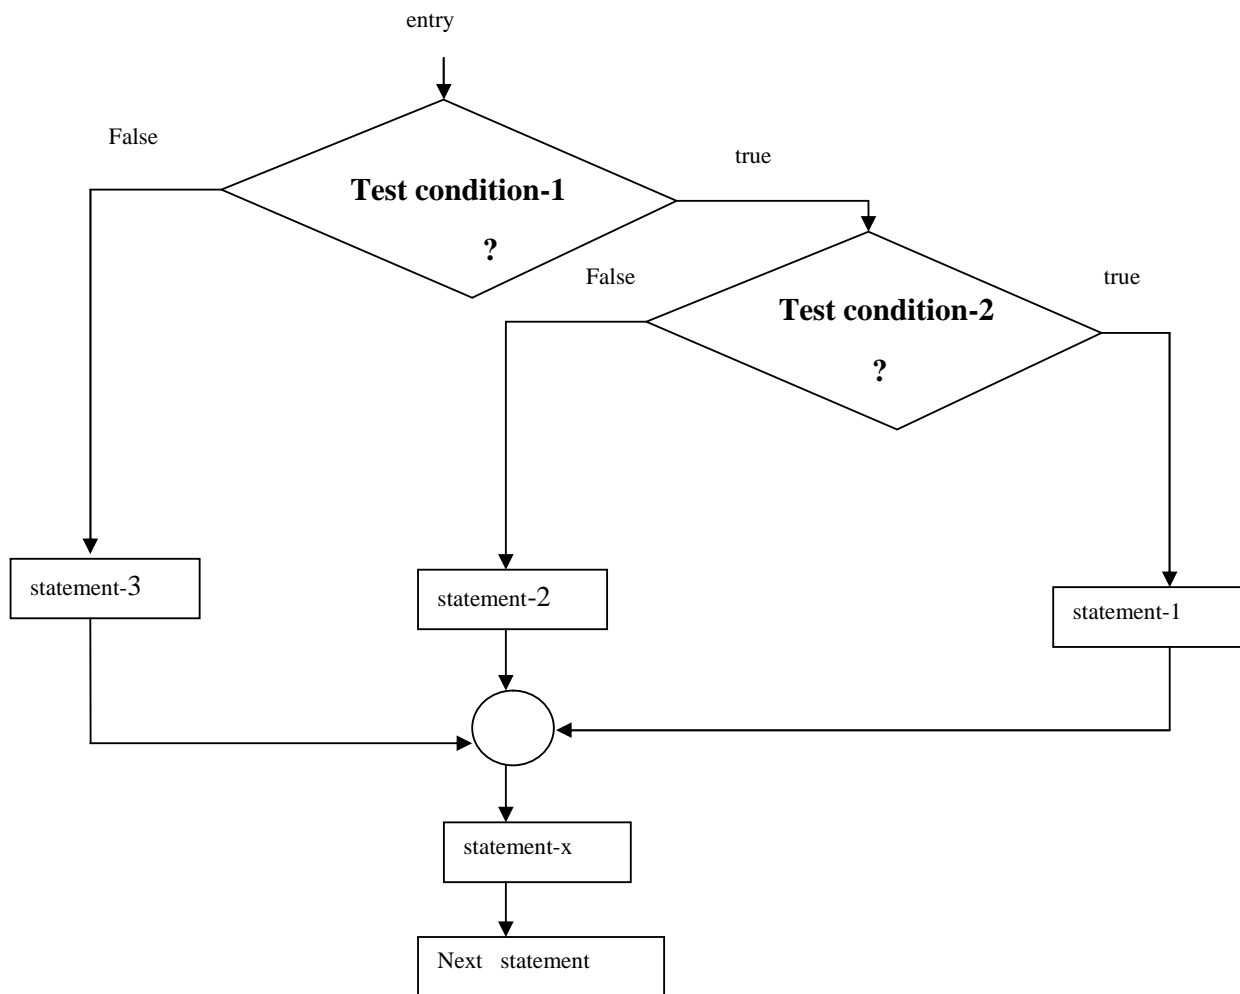 entry
False
true
Test condition-1
?
False
true
Test condition-2
?
statement-3
statement-2
statement-1
statement-x
Next statement